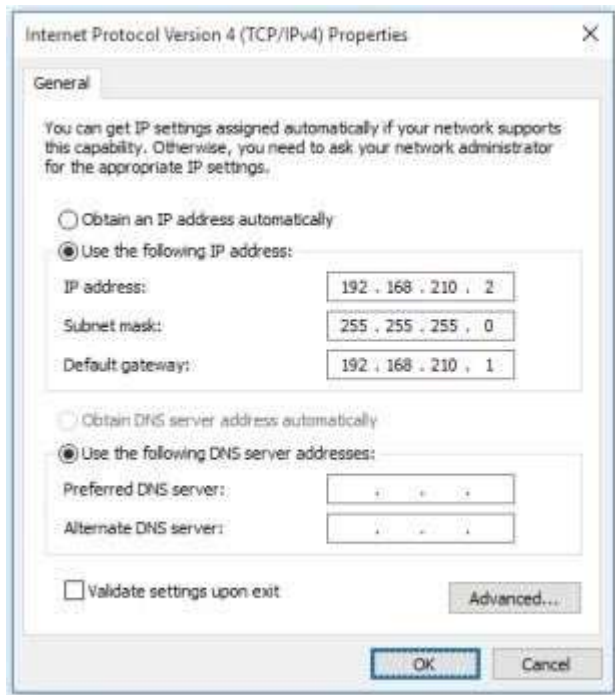 Internet Protocol Version 4 (TCP/IPv4) Properties
General
You can get IP settings assigned automatically if your network supports
this capability. Otherwise, you need to ask your network administrator
for the appropriate IP settings.
Obtain an IP address automatically
Use the following IP address:
IP address: 192 . 168 . 210 . 2
Subnet mask: 255 . 255 . 255 . 0
Default gateway: 192 . 168 . 210 . 1
Obtain DNS server address automatically
Use the following DNS server addresses:
Preferred DNS server: . . .
Alternate DNS server: . . .
Validate settings upon exit
Advanced...
OK Cancel